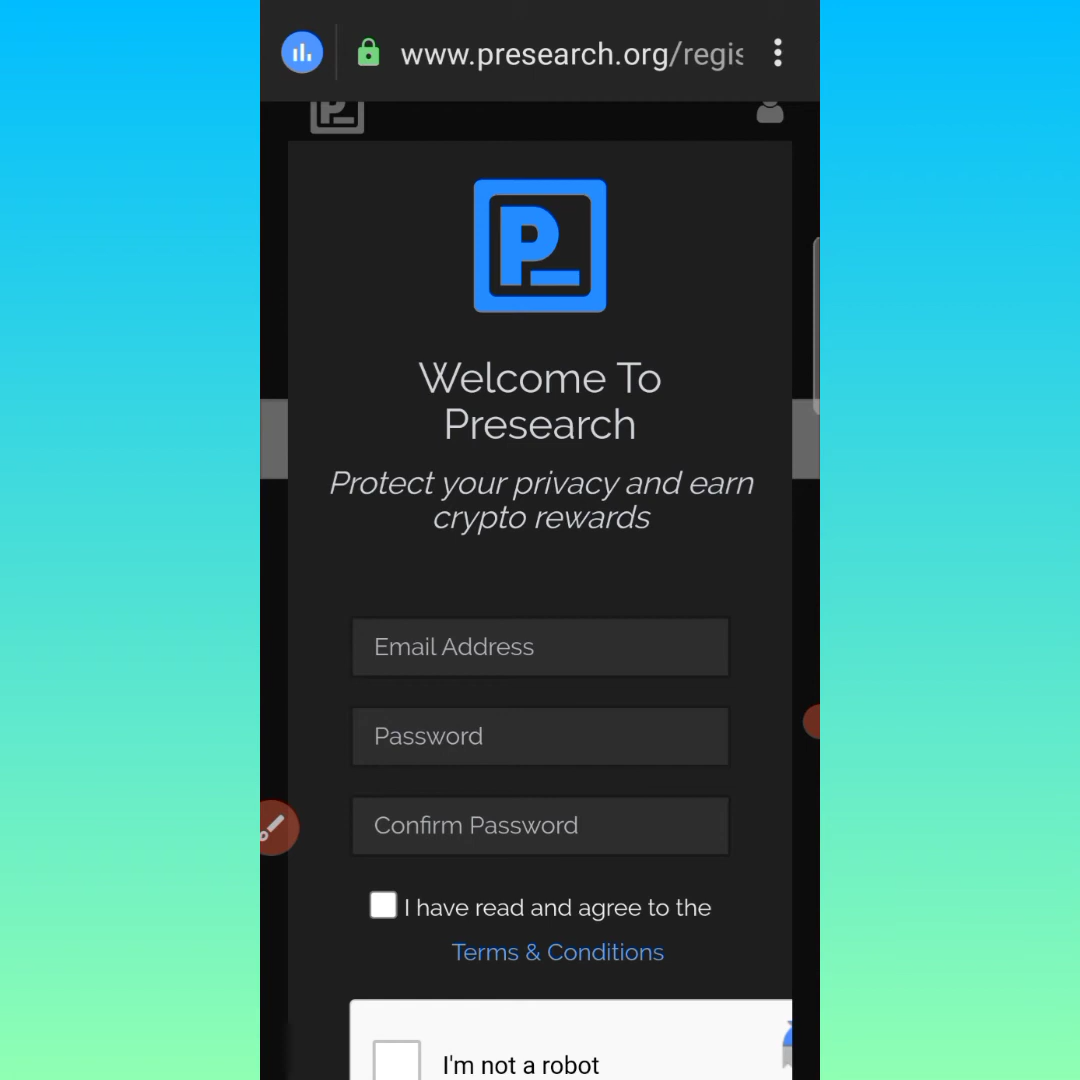 www.presearch.org/regis
Welcome To
Presearch
Protect your privacy and earn
crypto rewards
Email Address
Password
Confirm Password
I have read and agree to the
Terms & Conditions
I'm not a robot